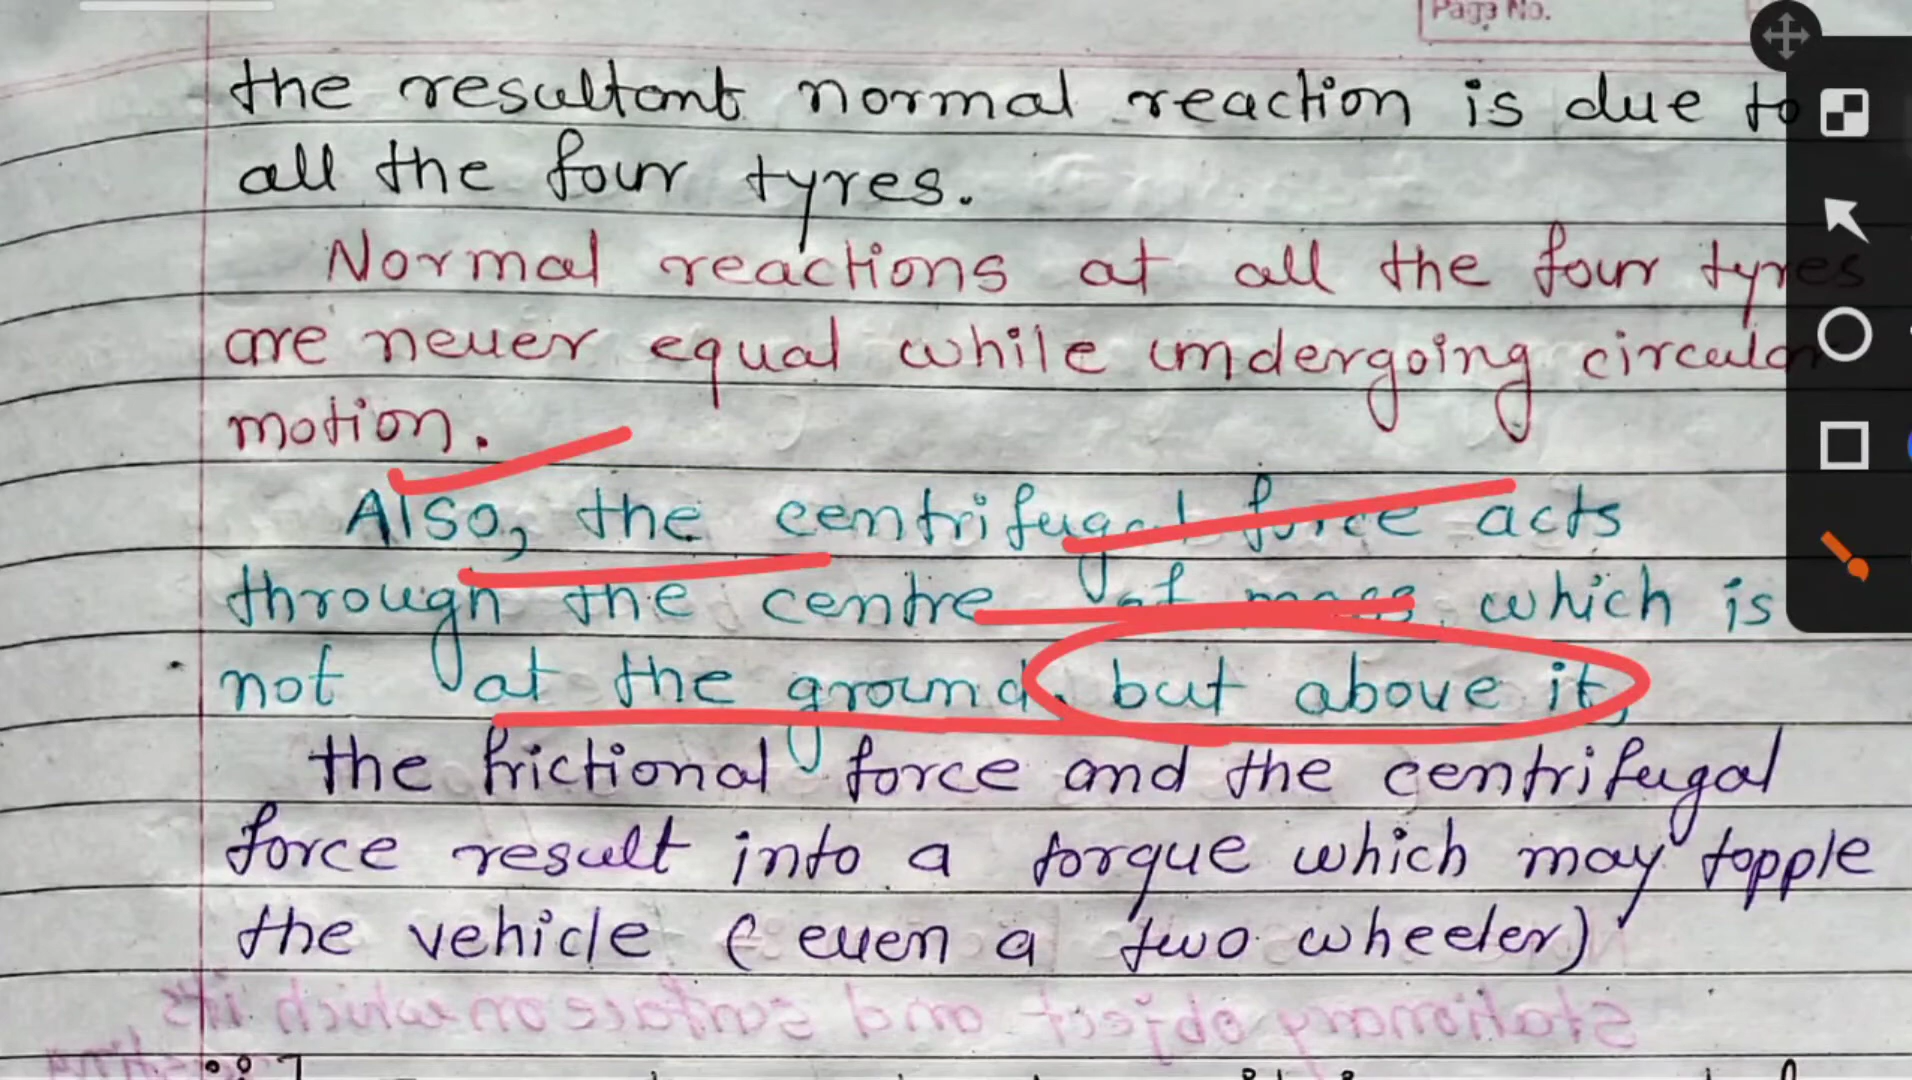 Page No.
the resultant normal reaction is due to
all the four tyres.
Normal reactions at all the four tyres
are never equal while undergoing circular
motion.
Also, the centrifugal force acts
through the centre of mass, which is
not at the ground, but above it,
the frictional force and the centrifugal
force result into a torque which may topple
the vehicle (even a two wheeler)